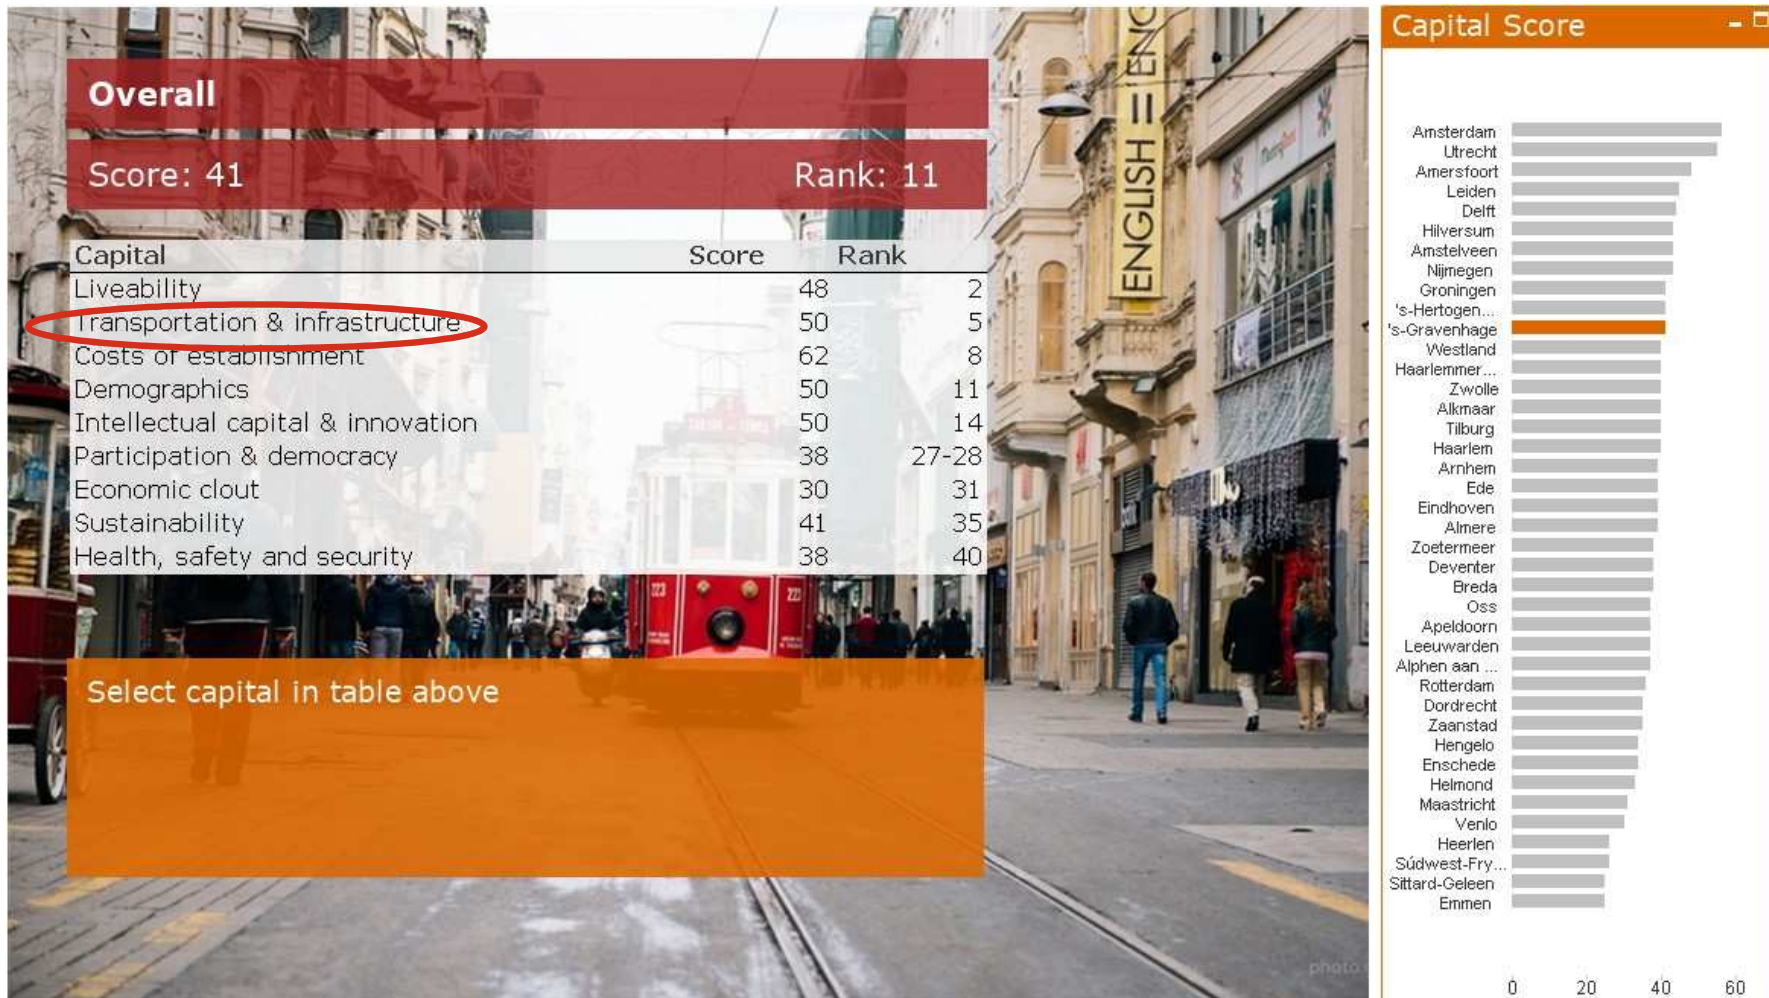 Overall
Score: 41 Rank: 11
Capital Score Rank
Liveability 48 2
Transportation & infrastructure 50 5
Costs of establishment 62 8
Demographics 50 11
Intellectual capital & innovation 50 14
Participation & democracy 38 27-28
Economic clout 30 31
Sustainability 41 35
Health, safety and security 38 40
Select capital in table above
ENGLISH = ENG
223
photo
Capital Score
Amsterdam
Utrecht
Amersfoort
Leiden
Delft
Hilversum
Amstelveen
Nijmegen
Groningen
's-Hertogen...
's-Gravenhage
Westland
Haarlemmer...
Zwolle
Alkmaar
Tilburg
Haarlem
Arnhem
Ede
Eindhoven
Almere
Zoetermeer
Deventer
Breda
Oss
Apeldoorn
Leeuwarden
Alphen aan ...
Rotterdam
Dordrecht
Zaanstad
Hengelo
Enschede
Helmond
Maastricht
Venlo
Heerlen
Súdwest-Fry...
Sittard-Geleen
Emmen
0 20 40 60